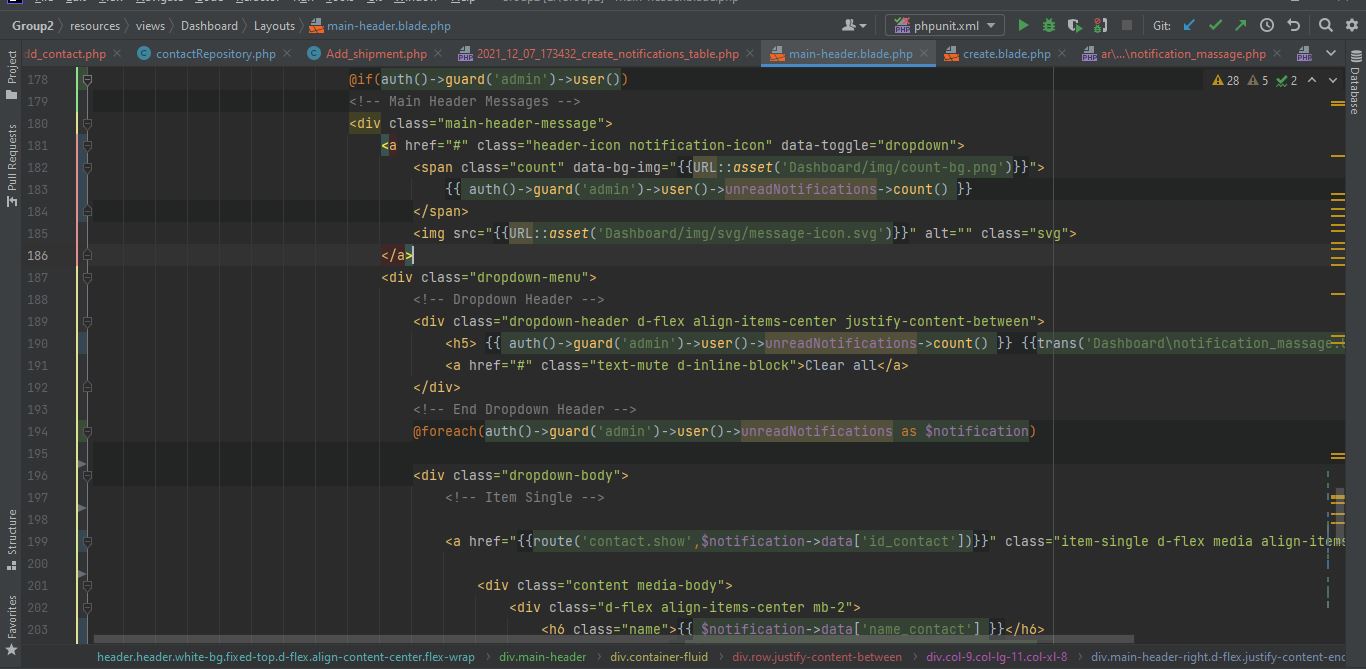 Group2 resources views Dashboard Layouts main-header.blade.php phpunit.xml Git:
ld_contact.php contactRepository.php Add_shipment.php 2021_12_07_173432_create_notifications_table.php main-header.blade.php create.blade.php ar\...\notification_massage.php
Project
Pull Requests
Structure
Favorites
Database
28 5 2
178 @if(auth()->guard('admin')->user())
179 <!-- Main Header Messages -->
180 <div class="main-header-message">
181 <a href="#" class="header-icon notification-icon" data-toggle="dropdown">
182 <span class="count" data-bg-img="{{URL::asset('Dashboard/img/count-bg.png')}}">
183 {{ auth()->guard('admin')->user()->unreadNotifications->count() }}
184 </span>
185 <img src="{{URL::asset('Dashboard/img/svg/message-icon.svg')}}" alt="" class="svg">
186 </a>
187 <div class="dropdown-menu">
188 <!-- Dropdown Header -->
189 <div class="dropdown-header d-flex align-items-center justify-content-between">
190 <h5> {{ auth()->guard('admin')->user()->unreadNotifications->count() }} {{trans('Dashboard\notification_massage.
191 <a href="#" class="text-mute d-inline-block">Clear all</a>
192 </div>
193 <!-- End Dropdown Header -->
194 @foreach(auth()->guard('admin')->user()->unreadNotifications as $notification)
195
196 <div class="dropdown-body">
197 <!-- Item Single -->
198
199 <a href="{{route('contact.show',$notification->data['id_contact'])}}" class="item-single d-flex media align-items
200
201 <div class="content media-body">
202 <div class="d-flex align-items-center mb-2">
203 <h6 class="name">{{ $notification->data['name_contact'] }}</h6>
header.header.white-bg.fixed-top.d-flex.align-content-center.flex-wrap div.main-header div.container-fluid div.row.justify-content-between div.col-9.col-lg-11.col-xl-8 div.main-header-right.d-flex.justify-content-end